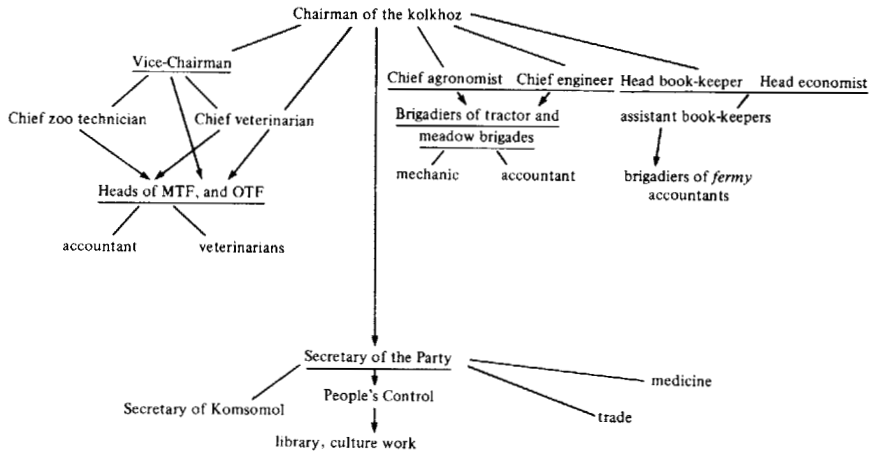 Chairman of the kolkhoz
Vice-Chairman
Chief agronomist Chief engineer Head book-keeper Head economist
Chief zoo technician Chief veterinarian
Brigadiers of tractor and
meadow brigades
assistant book-keepers
mechanic accountant
brigadiers of fermy
accountants
Heads of MTF, and OTF
accountant veterinarians
Secretary of the Party
medicine
People's Control
Secretary of Komsomol
trade
library, culture work